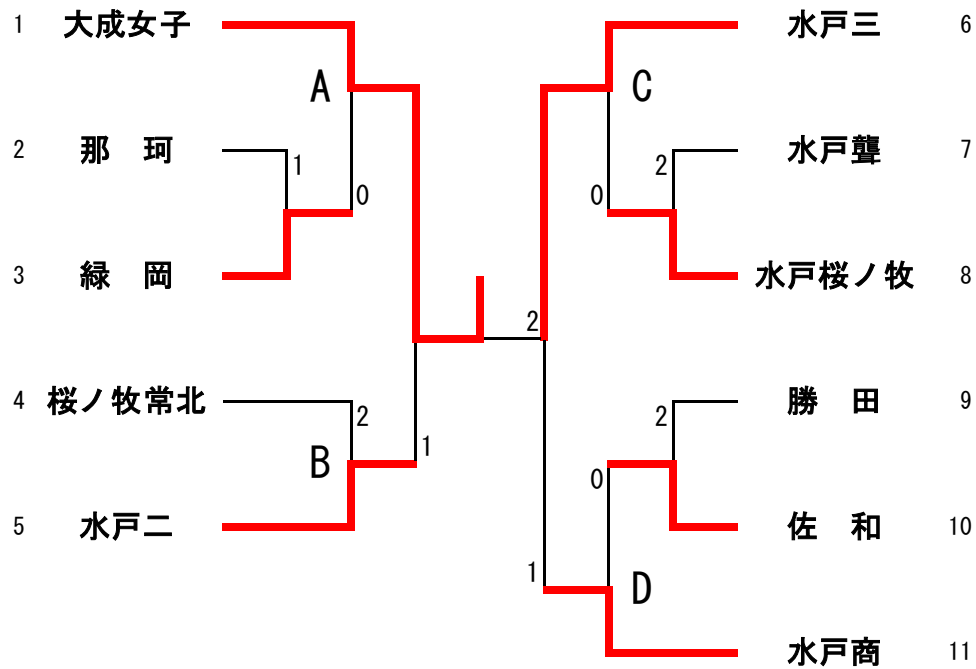 1 大成女子
A
2 那 珂
1
0
3 緑 岡
4 桜ノ牧常北
2
1
B
5 水戸二
2
水戸三 6
C
水戸聾 7
2
0
水戸桜ノ牧 8
勝 田 9
2
0
佐 和 10
1
D
水戸商 11